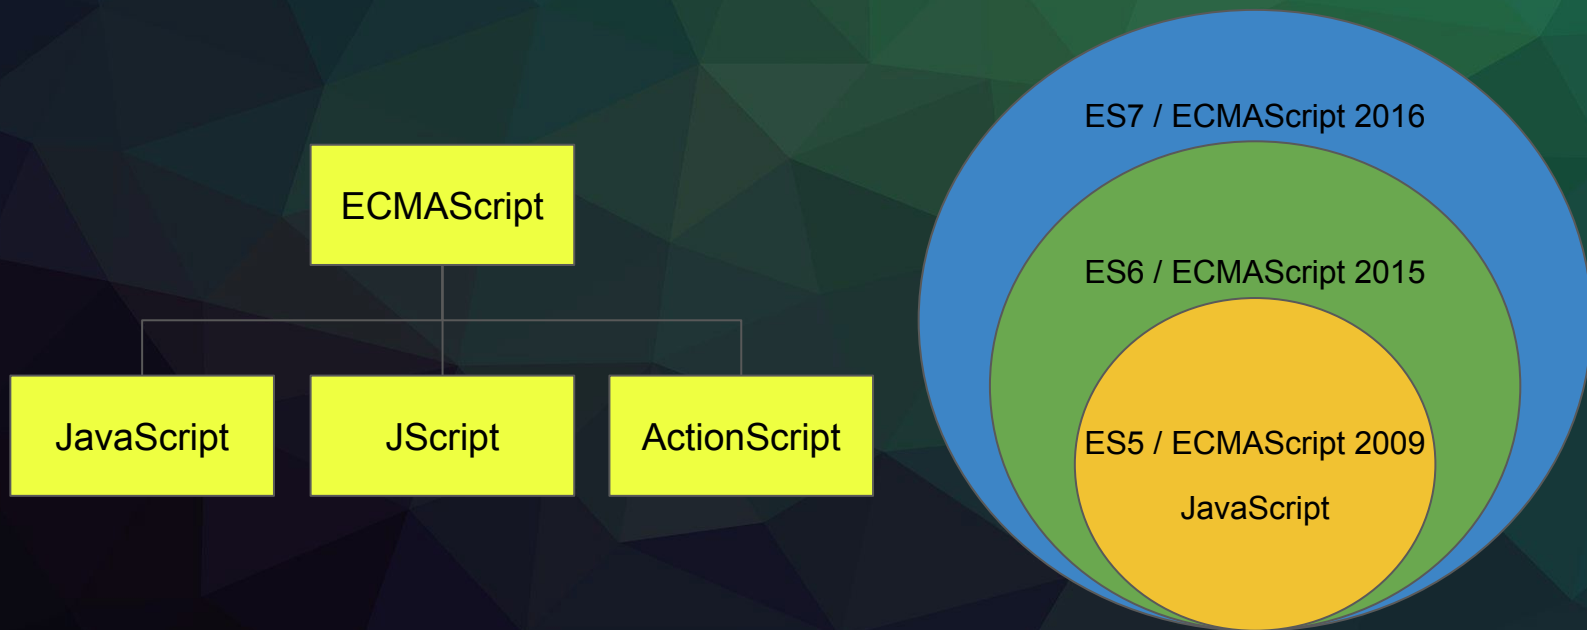 ECMAScript
JavaScript
JScript
ActionScript
ES7 / ECMAScript 2016
ES6 / ECMAScript 2015
ES5 / ECMAScript 2009
JavaScript